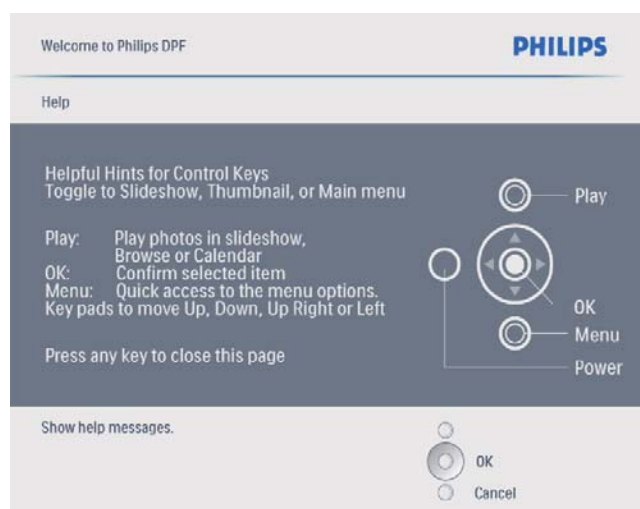 Welcome to Philips DPF
PHILIPS
Help
Helpful Hints for Control Keys
Toggle to Slideshow, Thumbnail, or Main menu
Play: Play photos in slideshow,
Browse or Calendar
OK: Confirm selected item
Menu: Quick access to the menu options.
Key pads to move Up, Down, Up Right or Left
Press any key to close this page
Play
OK
Menu
Power
Show help messages.
OK
Cancel